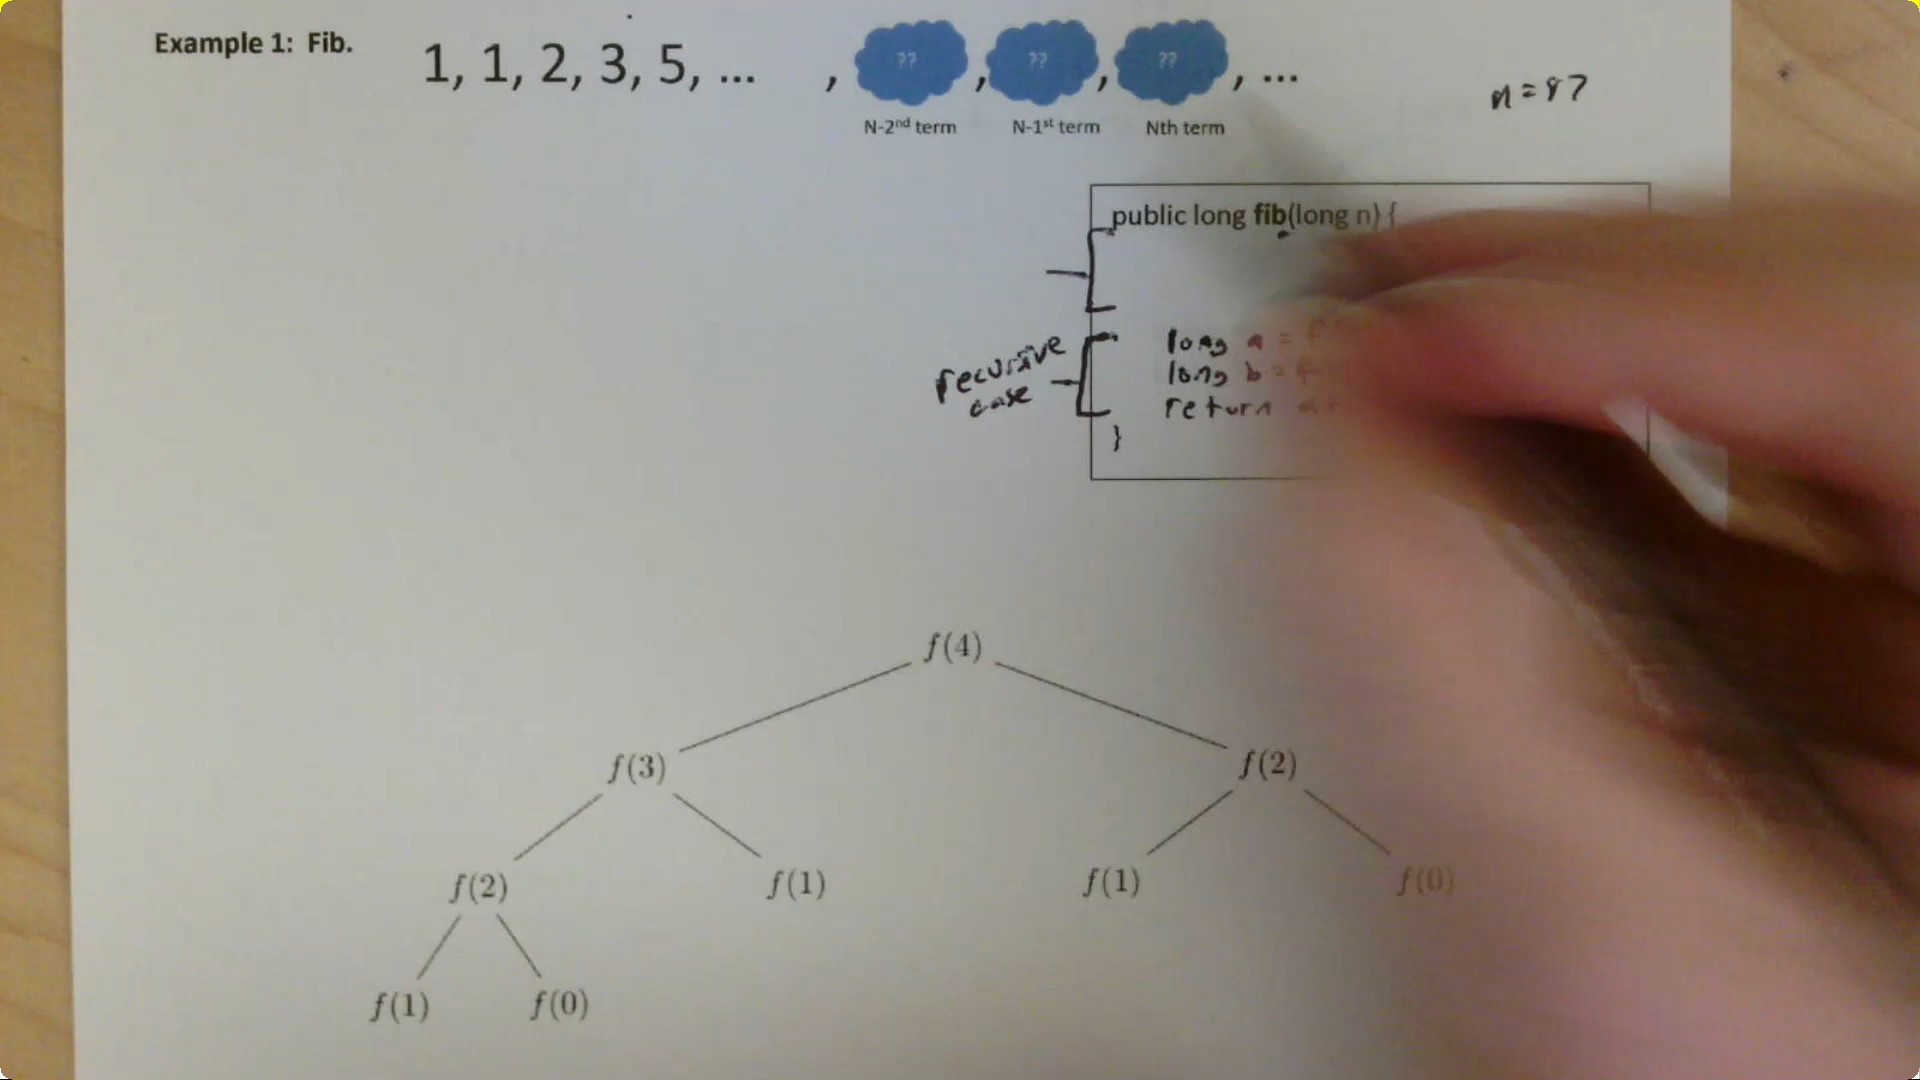 Example 1: Fib.
1, 1, 2, 3, 5, ... , ?? , ?? , ?? , ...
N-2nd term N-1st term Nth term
n = 87
public long fib(long n) {
recursive
case
long a =
long b =
return
}
f(4)
f(3) f(2)
f(2) f(1) f(1) f(0)
f(1) f(0)